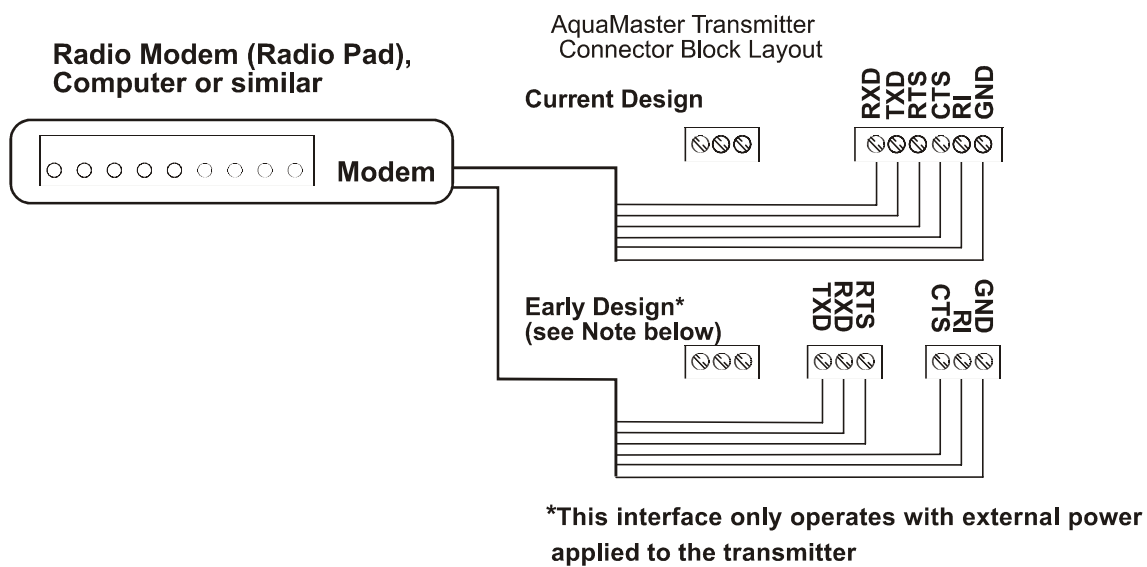 AquaMaster Transmitter
Connector Block Layout
Radio Modem (Radio Pad),
Computer or similar
Current Design
RXD
TXD
RTS
CTS
RI
GND
Modem
Early Design*
(see Note below)
TXD
RXD
RTS
CTS
RI
GND
*This interface only operates with external power
applied to the transmitter